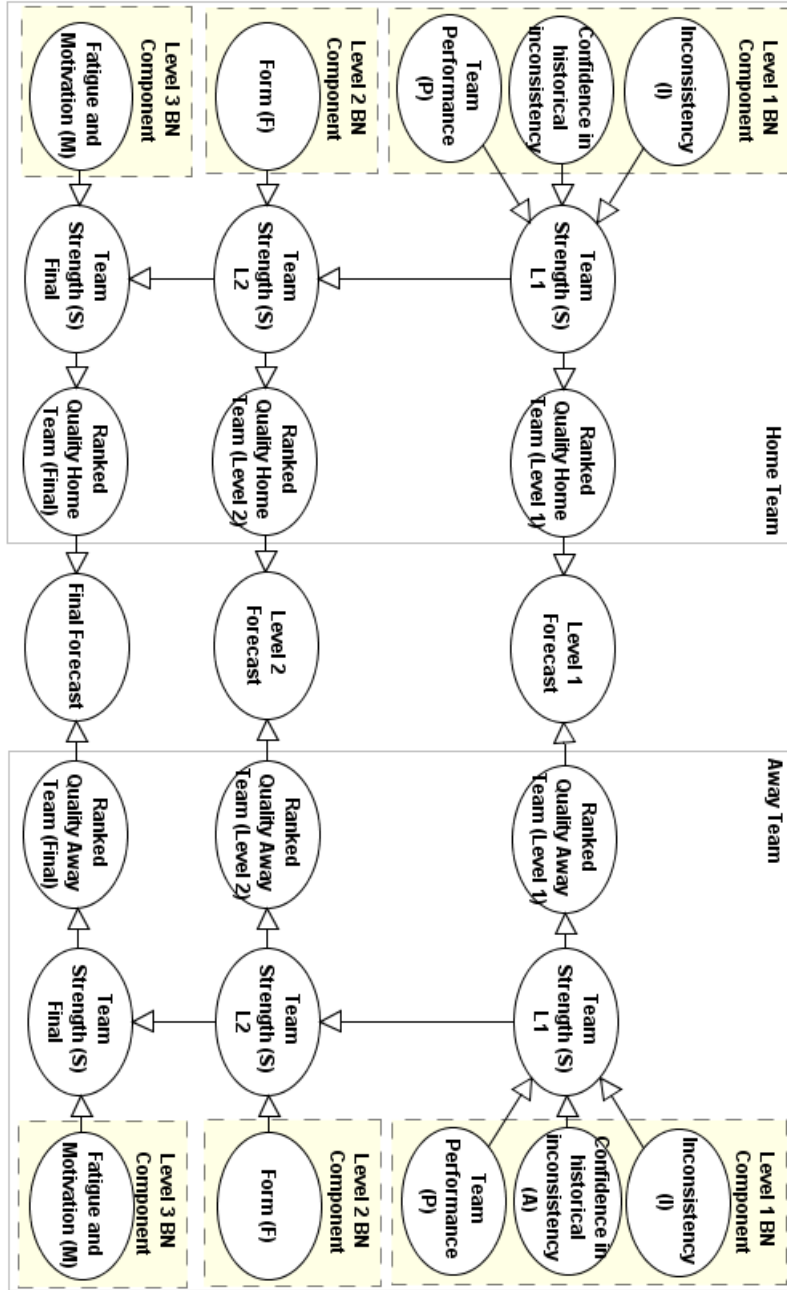 Home Team
Away Team
Level 1 BN
Component
Inconsistency
(I)
Confidence in
historical
inconsistency
Team
Performance
(P)
Team
Strength (S)
L1
Ranked
Quality Home
Team (Level 1)
Level 1
Forecast
Ranked
Quality Away
Team (Level 1)
Team
Strength (S)
L1
Level 1 BN
Component
Inconsistency
(I)
Confidence in
historical
inconsistency
(A)
Team
Performance
(P)
Level 2 BN
Component
Form (F)
Team
Strength (S)
L2
Ranked
Quality Home
Team (Level 2)
Level 2
Forecast
Ranked
Quality Away
Team (Level 2)
Team
Strength (S)
L2
Level 2 BN
Component
Form (F)
Level 3 BN
Component
Fatigue and
Motivation (M)
Team
Strength (S)
Final
Ranked
Quality Home
Team (Final)
Final Forecast
Ranked
Quality Away
Team (Final)
Team
Strength (S)
Final
Level 3 BN
Component
Fatigue and
Motivation (M)